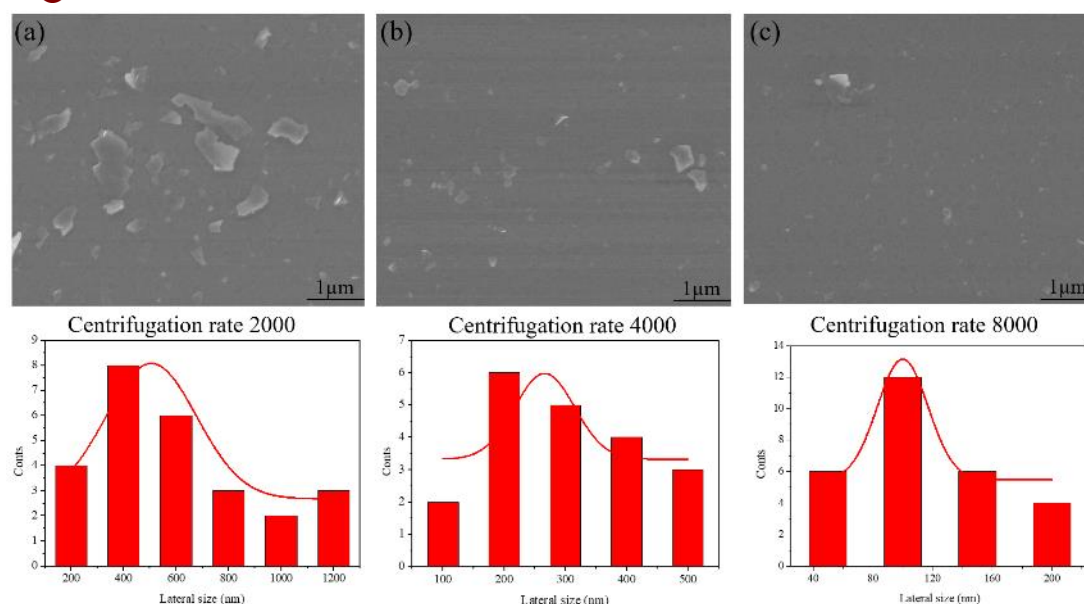 (a)
(b)
(c)
1μm
1μm
1μm
Centrifugation rate 2000
Centrifugation rate 4000
Centrifugation rate 8000
9
8
7
6
5
4
3
2
1
0
Conts
200 400 600 800 1000 1200
Lateral size (nm)
7
6
5
4
3
2
1
0
Conts
100 200 300 400 500
Lateral size (nm)
14
12
10
8
6
4
2
0
Conts
40 80 120 160 200
Lateral size (nm)